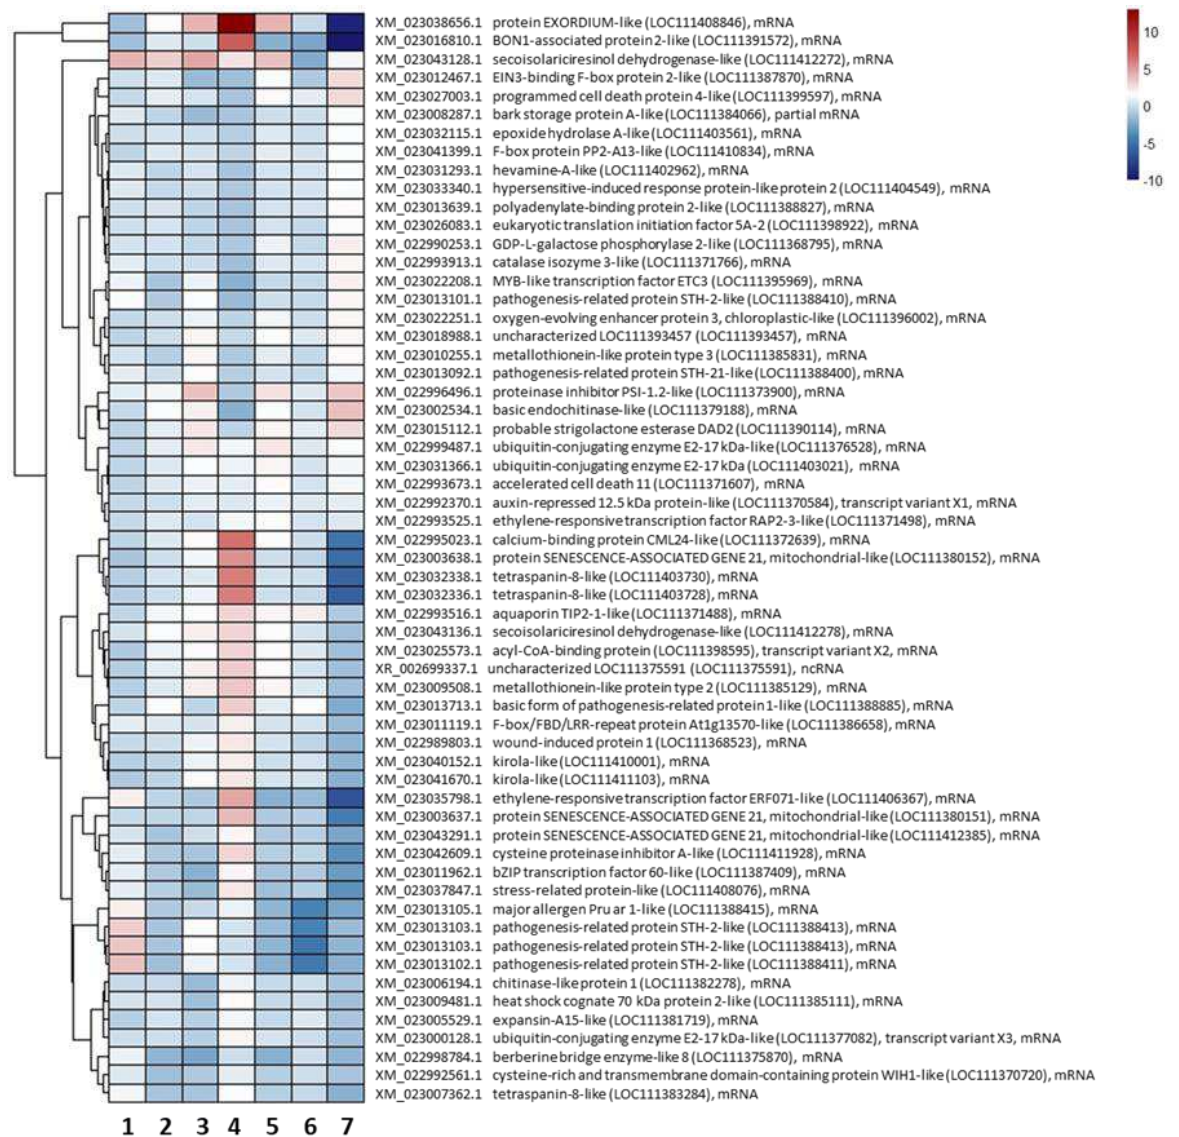 XM_023038656.1 protein EXORDIUM-like (LOC111408846), mRNA
XM_023016810.1 BON1-associated protein 2-like (LOC111391572), mRNA
XM_023043128.1 secoisolariciresinol dehydrogenase-like (LOC111412272), mRNA
XM_023012467.1 EIN3-binding F-box protein 2-like (LOC111387870), mRNA
XM_023027003.1 programmed cell death protein 4-like (LOC111399597), mRNA
XM_023008287.1 bark storage protein A-like (LOC111384066), partial mRNA
XM_023032115.1 epoxide hydrolase A-like (LOC111403561), mRNA
XM_023041399.1 F-box protein PP2-A13-like (LOC111410834), mRNA
XM_023031293.1 hevamine-A-like (LOC111402962), mRNA
XM_023033340.1 hypersensitive-induced response protein-like protein 2 (LOC111404549), mRNA
XM_023013639.1 polyadenylate-binding protein 2-like (LOC111388827), mRNA
XM_023026083.1 eukaryotic translation initiation factor 5A-2 (LOC111398922), mRNA
XM_022990253.1 GDP-L-galactose phosphorylase 2-like (LOC111368795), mRNA
XM_022993913.1 catalase isozyme 3-like (LOC111371766), mRNA
XM_023022208.1 MYB-like transcription factor ETC3 (LOC111395969), mRNA
XM_023013101.1 pathogenesis-related protein STH-2-like (LOC111388410), mRNA
XM_023022251.1 oxygen-evolving enhancer protein 3, chloroplastic-like (LOC111396002), mRNA
XM_023018988.1 uncharacterized LOC111393457 (LOC111393457), mRNA
XM_023010255.1 metallothionein-like protein type 3 (LOC111385831), mRNA
XM_023013092.1 pathogenesis-related protein STH-21-like (LOC111388400), mRNA
XM_022996496.1 proteinase inhibitor PSI-1.2-like (LOC111373900), mRNA
XM_023002534.1 basic endochitinase-like (LOC111379188), mRNA
XM_023015112.1 probable strigolactone esterase DAD2 (LOC111390114), mRNA
XM_022999487.1 ubiquitin-conjugating enzyme E2-17 kDa-like (LOC111376528), mRNA
XM_023031366.1 ubiquitin-conjugating enzyme E2-17 kDa (LOC111403021), mRNA
XM_022993673.1 accelerated cell death 11 (LOC111371607), mRNA
XM_022992370.1 auxin-repressed 12.5 kDa protein-like (LOC111370584), transcript variant X1, mRNA
XM_022993525.1 ethylene-responsive transcription factor RAP2-3-like (LOC111371498), mRNA
XM_022995023.1 calcium-binding protein CML24-like (LOC111372639), mRNA
XM_023003638.1 protein SENESCENCE-ASSOCIATED GENE 21, mitochondrial-like (LOC111380152), mRNA
XM_023032338.1 tetraspanin-8-like (LOC111403730), mRNA
XM_023032336.1 tetraspanin-8-like (LOC111403728), mRNA
XM_022993516.1 aquaporin TIP2-1-like (LOC111371488), mRNA
XM_023043136.1 secoisolariciresinol dehydrogenase-like (LOC111412278), mRNA
XM_023025573.1 acyl-CoA-binding protein (LOC111398595), transcript variant X2, mRNA
XR_002699337.1 uncharacterized LOC111375591 (LOC111375591), ncRNA
XM_023009508.1 metallothionein-like protein type 2 (LOC111385129), mRNA
XM_023013713.1 basic form of pathogenesis-related protein 1-like (LOC111388885), mRNA
XM_023011119.1 F-box/FBD/LRR-repeat protein At1g13570-like (LOC111386658), mRNA
XM_022989803.1 wound-induced protein 1 (LOC111368523), mRNA
XM_023040152.1 kirola-like (LOC111410001), mRNA
XM_023041670.1 kirola-like (LOC111411103), mRNA
XM_023035798.1 ethylene-responsive transcription factor ERF071-like (LOC111406367), mRNA
XM_023003637.1 protein SENESCENCE-ASSOCIATED GENE 21, mitochondrial-like (LOC111380151), mRNA
XM_023043291.1 protein SENESCENCE-ASSOCIATED GENE 21, mitochondrial-like (LOC111412385), mRNA
XM_023042609.1 cysteine proteinase inhibitor A-like (LOC111411928), mRNA
XM_023011962.1 bZIP transcription factor 60-like (LOC111387409), mRNA
XM_023037847.1 stress-related protein-like (LOC111408076), mRNA
XM_023013105.1 major allergen Pru ar 1-like (LOC111388415), mRNA
XM_023013103.1 pathogenesis-related protein STH-2-like (LOC111388413), mRNA
XM_023013103.1 pathogenesis-related protein STH-2-like (LOC111388413), mRNA
XM_023013102.1 pathogenesis-related protein STH-2-like (LOC111388411), mRNA
XM_023006194.1 chitinase-like protein 1 (LOC111382278), mRNA
XM_023009481.1 heat shock cognate 70 kDa protein 2-like (LOC111385111), mRNA
XM_023005529.1 expansin-A15-like (LOC111381719), mRNA
XM_023000128.1 ubiquitin-conjugating enzyme E2-17 kDa-like (LOC111377082), transcript variant X3, mRNA
XM_022998784.1 berberine bridge enzyme-like 8 (LOC111375870), mRNA
XM_022992561.1 cysteine-rich and transmembrane domain-containing protein WIH1-like (LOC111370720), mRNA
XM_023007362.1 tetraspanin-8-like (LOC111383284), mRNA
1 2 3 4 5 6 7
10
5
0
-5
-10